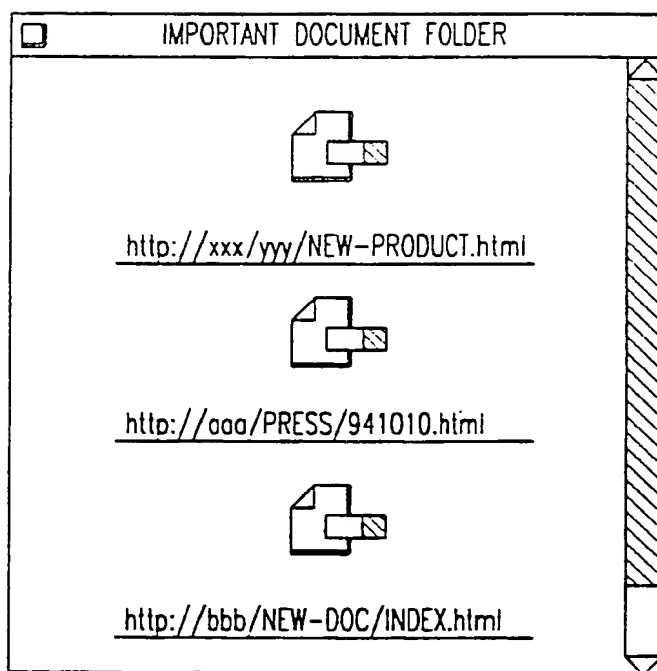 IMPORTANT DOCUMENT FOLDER
http://xxx/yyy/NEW-PRODUCT.html
http://aaa/PRESS/941010.html
http://bbb/NEW-DOC/INDEX.html